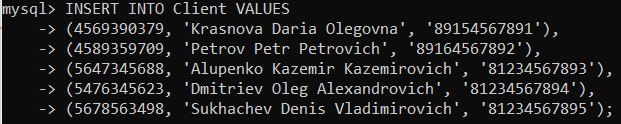 mysql> INSERT INTO Client VALUES
-> (4569390379, 'Krasnova Daria Olegovna', '89154567891'),
-> (4589359709, 'Petrov Petr Petrovich', '89164567892'),
-> (5647345688, 'Alupenko Kazemir Kazemirovich', '81234567893'),
-> (5476345623, 'Dmitriev Oleg Alexandrovich', '81234567894'),
-> (5678563498, 'Sukhachev Denis Vladimirovich', '81234567895');